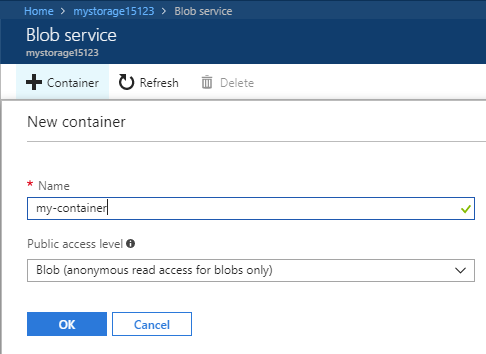 Home > mystorage15123 > Blob service
Blob service
mystorage15123
+ Container Refresh Delete
New container
* Name
my-container
Public access level
Blob (anonymous read access for blobs only)
OK Cancel